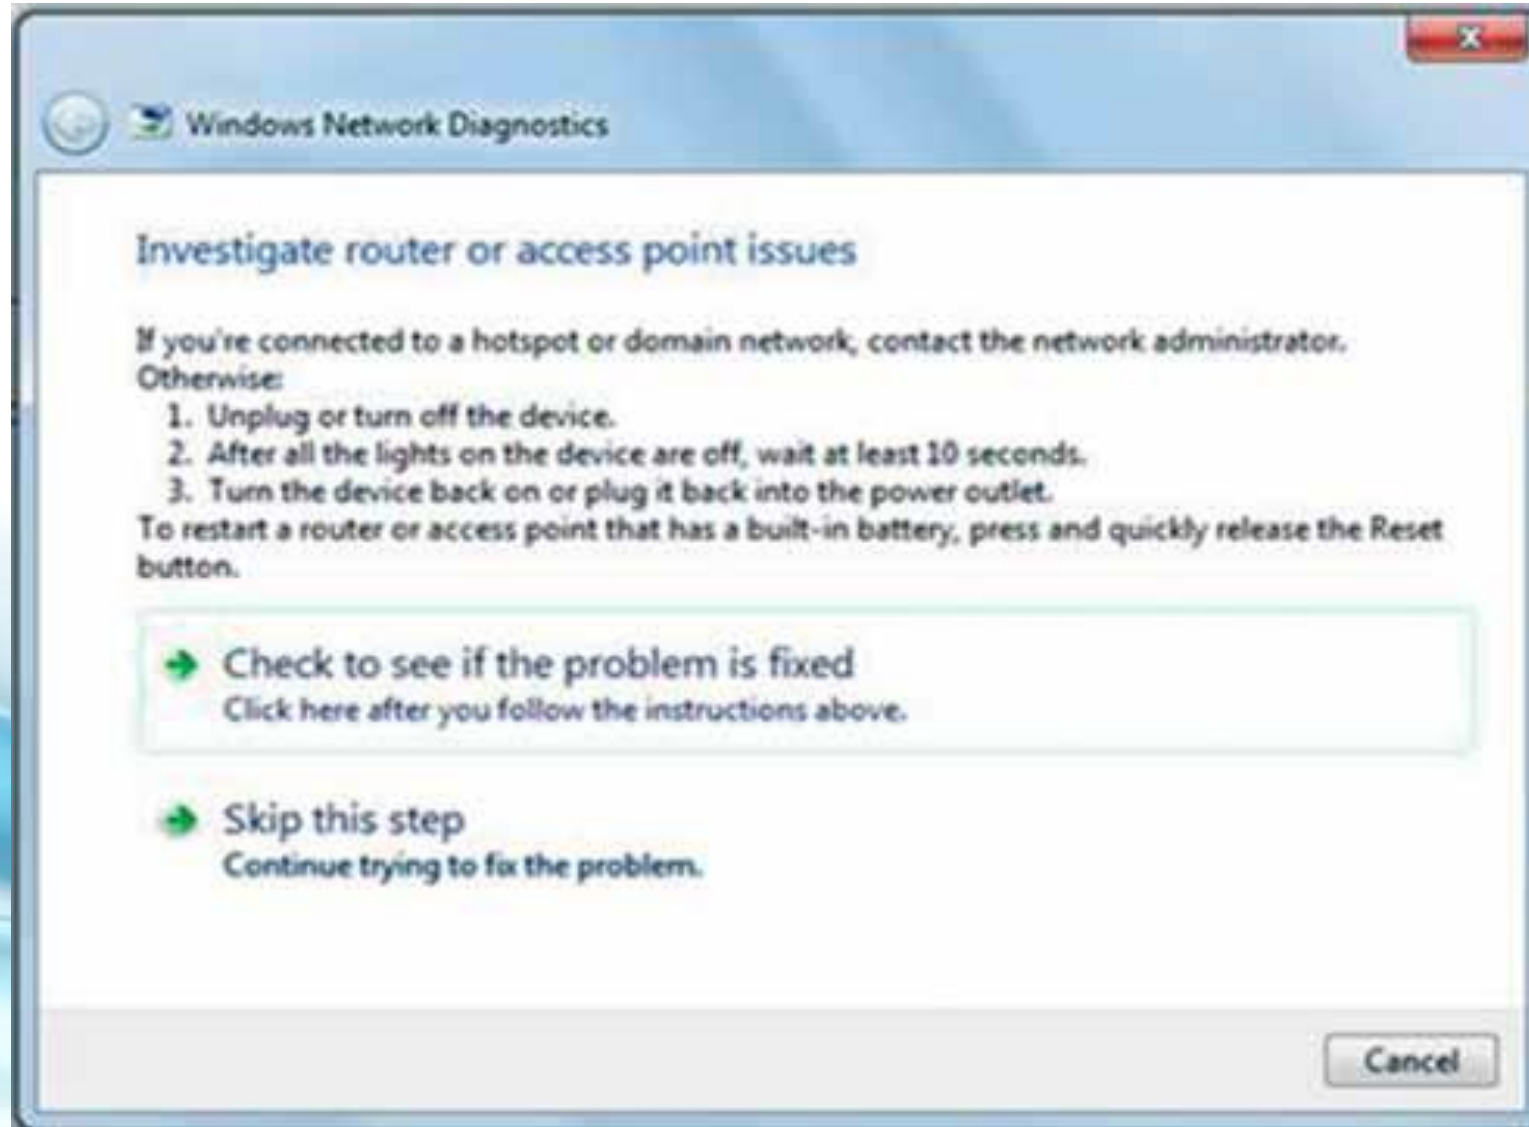 Windows Network Diagnostics
Investigate router or access point issues
If you're connected to a hotspot or domain network, contact the network administrator.
Otherwise:
1. Unplug or turn off the device.
2. After all the lights on the device are off, wait at least 10 seconds.
3. Turn the device back on or plug it back into the power outlet.
To restart a router or access point that has a built-in battery, press and quickly release the Reset
button.
Check to see if the problem is fixed
Click here after you follow the instructions above.
Skip this step
Continue trying to fix the problem.
Cancel